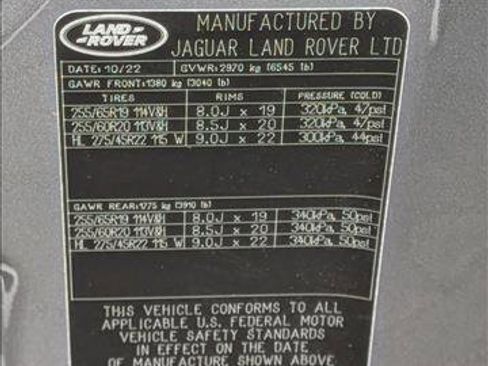 LAND-
-ROVER
MANUFACTURED BY
JAGUAR LAND ROVER LTD
DATE: 10/22 GVWR: 2970 kg (6545 lb)
GAWR FRONT: 1380 kg (3040 lb)
TIRES RIMS PRESSURE (COLD)
255/65R19 114V&H 8.0J x 19 320kPa, 47psi
255/60R20 113V&H 8.5J x 20 320kPa, 47psi
HL 275/45R22 115 W 9.0J x 22 300kPa, 44psi
GAWR REAR: 1775 kg (3910 lb)
255/65R19 114V&H 8.0J x 19 340kPa, 50psi
255/60R20 113V&H 8.5J x 20 340kPa, 50psi
HL 275/45R22 115 W 9.0J x 22 340kPa, 50psi
THIS VEHICLE CONFORMS TO ALL
APPLICABLE U.S. FEDERAL MOTOR
VEHICLE SAFETY STANDARDS
IN EFFECT ON THE DATE
OF MANUFACTURE SHOWN ABOVE